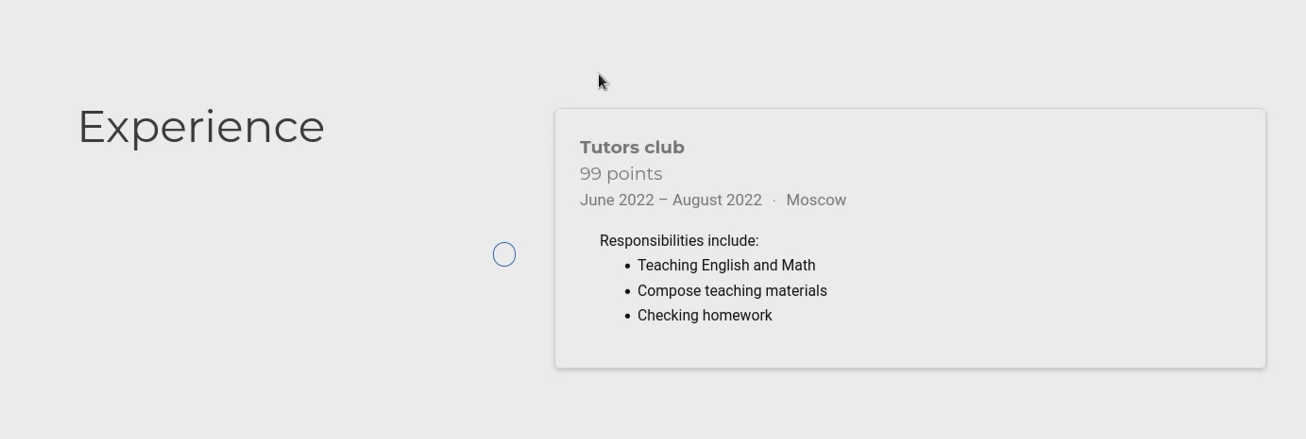 Experience
Tutors club
99 points
June 2022 – August 2022 · Moscow
Responsibilities include:
• Teaching English and Math
• Compose teaching materials
• Checking homework